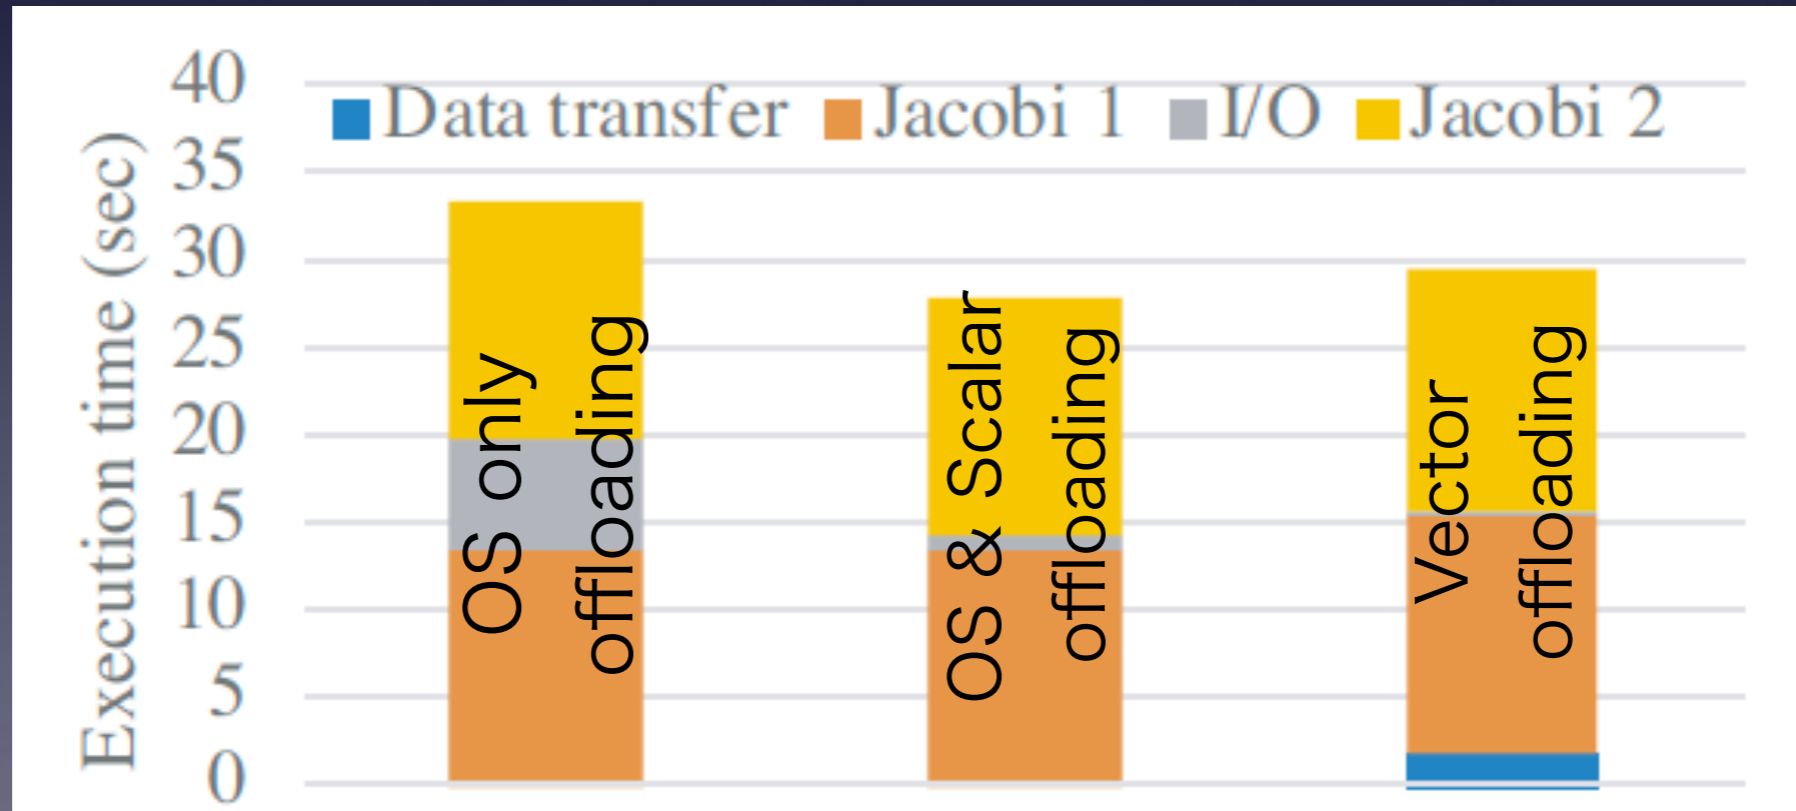 40
Data transfer Jacobi 1 I/O Jacobi 2
35
30
25
20
15
10
5
0
Execution time (sec)
OS only
offloading
OS & Scalar
offloading
Vector
offloading